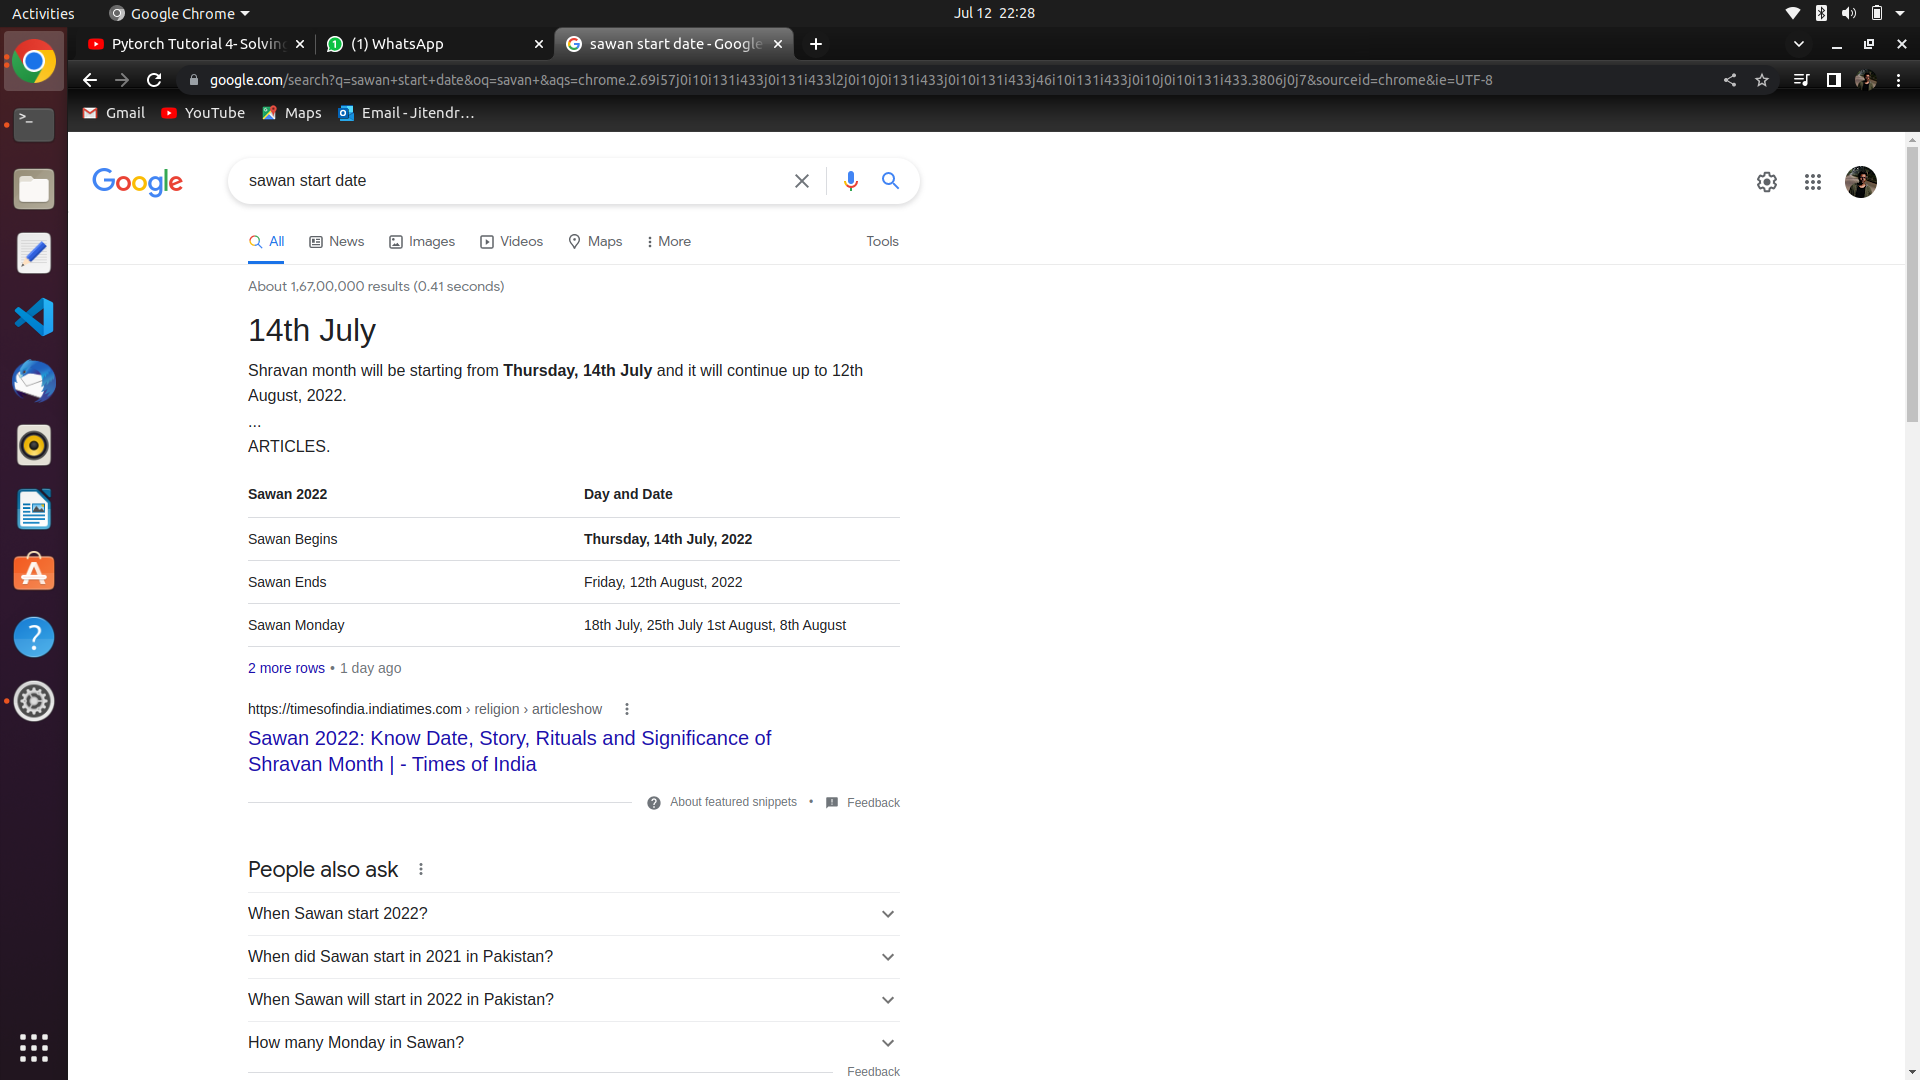 Activities
Google Chrome
Jul 12 22:28
Pytorch Tutorial 4- Solving
(1) WhatsApp
sawan start date - Google
google.com/search?q=sawan+start+date&oq=savan+&aqs=chrome.2.69i57j0i10i131i433j0i131i433l2j0i10j0i131i433j0i10i131i433j46i10i131i433j0i10j0i10i131i433.3806j0j7&sourceid=chrome&ie=UTF-8
Gmail
YouTube
Maps
Email - Jitendr...
Google
sawan start date
All
News
Images
Videos
Maps
More
Tools
About 1,67,00,000 results (0.41 seconds)
14th July
Shravan month will be starting from Thursday, 14th July and it will continue up to 12th
August, 2022.
...
ARTICLES.
Sawan 2022 Day and Date
Sawan Begins Thursday, 14th July, 2022
Sawan Ends Friday, 12th August, 2022
Sawan Monday 18th July, 25th July 1st August, 8th August
2 more rows • 1 day ago
https://timesofindia.indiatimes.com › religion › articleshow
Sawan 2022: Know Date, Story, Rituals and Significance of
Shravan Month | - Times of India
About featured snippets • Feedback
People also ask
When Sawan start 2022?
When did Sawan start in 2021 in Pakistan?
When Sawan will start in 2022 in Pakistan?
How many Monday in Sawan?
Feedback